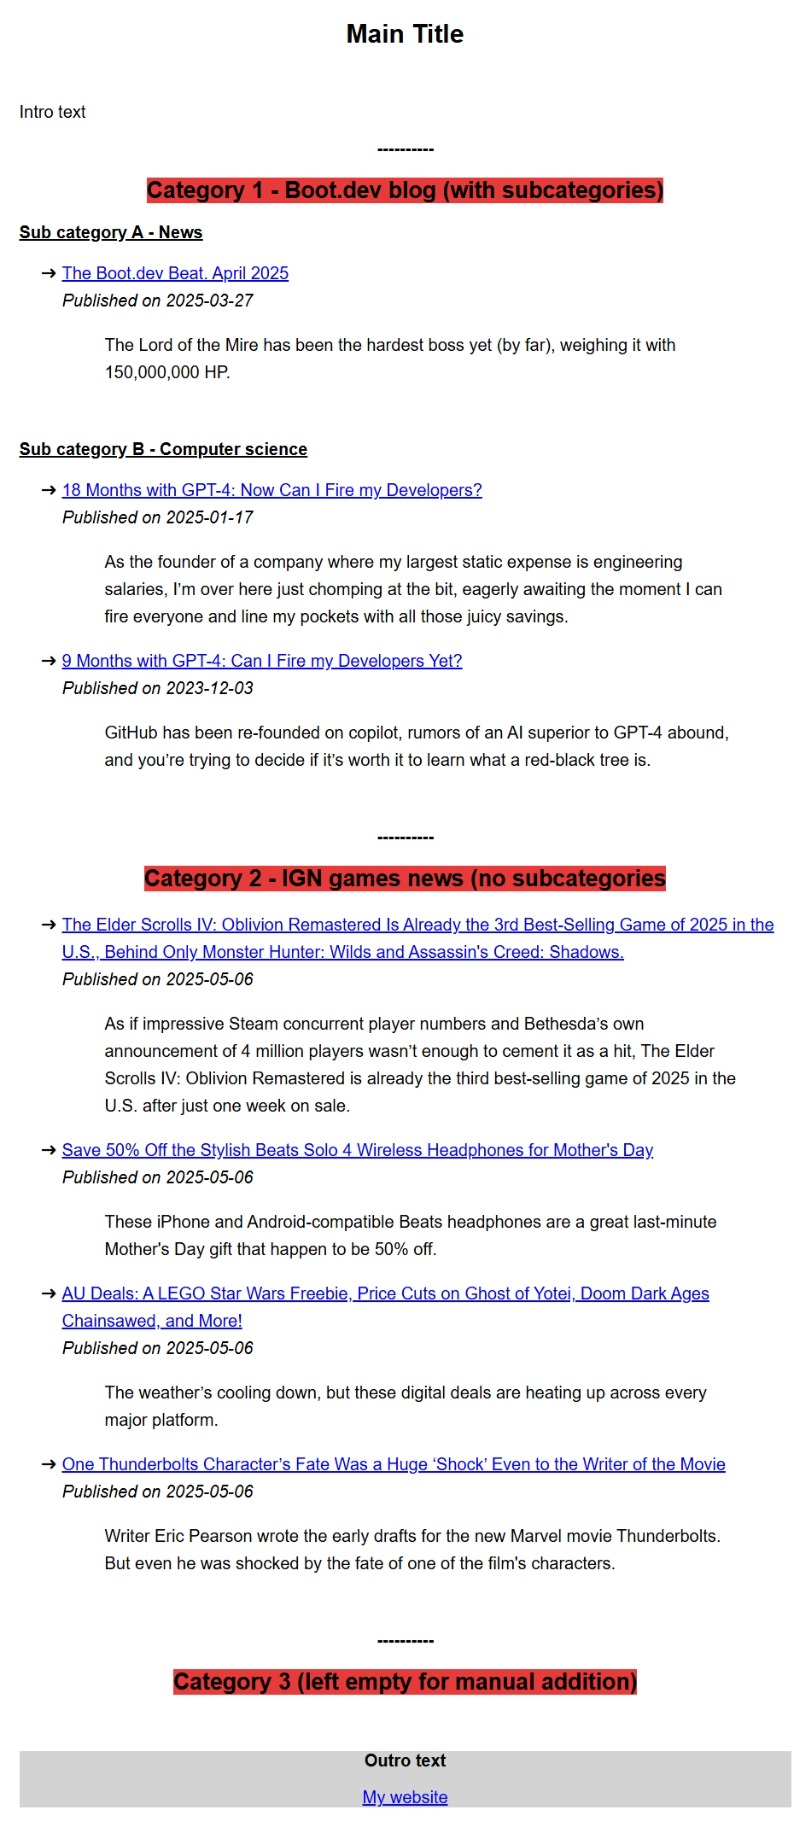 Main Title
Intro text
----------
Category 1 - Boot.dev blog (with subcategories)
Sub category A - News
→ The Boot.dev Beat. April 2025
Published on 2025-03-27
The Lord of the Mire has been the hardest boss yet (by far), weighing it with
150,000,000 HP.
Sub category B - Computer science
→ 18 Months with GPT-4: Now Can I Fire my Developers?
Published on 2025-01-17
As the founder of a company where my largest static expense is engineering
salaries, I’m over here just chomping at the bit, eagerly awaiting the moment I can
fire everyone and line my pockets with all those juicy savings.
→ 9 Months with GPT-4: Can I Fire my Developers Yet?
Published on 2023-12-03
GitHub has been re-founded on copilot, rumors of an AI superior to GPT-4 abound,
and you’re trying to decide if it’s worth it to learn what a red-black tree is.
----------
Category 2 - IGN games news (no subcategories
→ The Elder Scrolls IV: Oblivion Remastered Is Already the 3rd Best-Selling Game of 2025 in the
U.S., Behind Only Monster Hunter: Wilds and Assassin's Creed: Shadows.
Published on 2025-05-06
As if impressive Steam concurrent player numbers and Bethesda’s own
announcement of 4 million players wasn’t enough to cement it as a hit, The Elder
Scrolls IV: Oblivion Remastered is already the third best-selling game of 2025 in the
U.S. after just one week on sale.
→ Save 50% Off the Stylish Beats Solo 4 Wireless Headphones for Mother's Day
Published on 2025-05-06
These iPhone and Android-compatible Beats headphones are a great last-minute
Mother's Day gift that happen to be 50% off.
→ AU Deals: A LEGO Star Wars Freebie, Price Cuts on Ghost of Yotei, Doom Dark Ages
Chainsawed, and More!
Published on 2025-05-06
The weather’s cooling down, but these digital deals are heating up across every
major platform.
→ One Thunderbolts Character’s Fate Was a Huge ‘Shock’ Even to the Writer of the Movie
Published on 2025-05-06
Writer Eric Pearson wrote the early drafts for the new Marvel movie Thunderbolts.
But even he was shocked by the fate of one of the film's characters.
----------
Category 3 (left empty for manual addition)
Outro text
My website